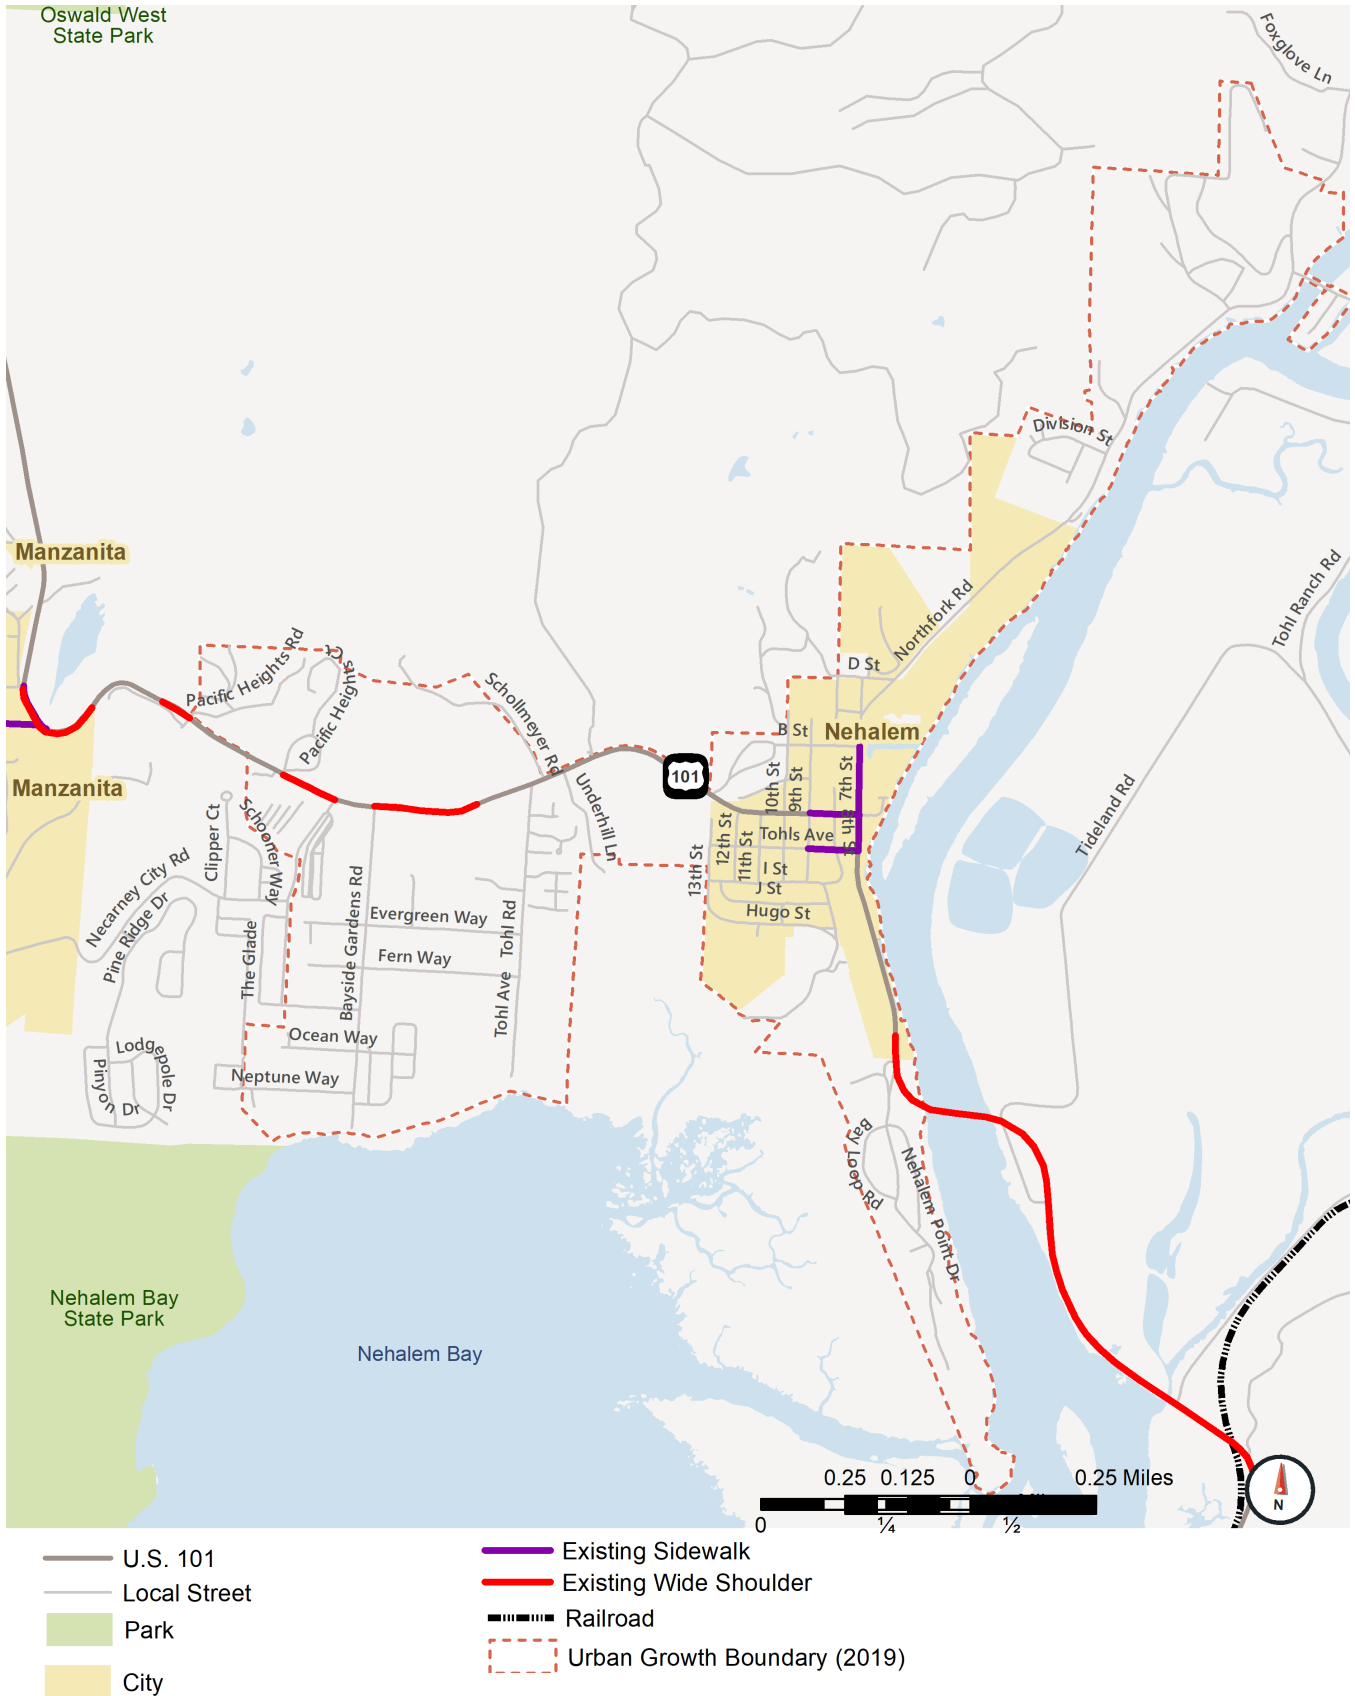 Oswald West
State Park
Foxglove Ln
Division St
Manzanita
Tohl Ranch Rd
Northfork Rd
Pacific Heights Rd
Pacific Heights Ct
D St
Schollmeyer Rd
B St
Nehalem
101
Manzanita
Underhill Ln
10th St
9th St
7th St
8th St
Tohls Ave
12th St
11th St
13th St
I St
J St
Hugo St
Tideland Rd
Clipper Ct
Schooner Way
Necarney City Rd
Pine Ridge Dr
The Glade
Bayside Gardens Rd
Evergreen Way
Fern Way
Tohl Rd
Tohl Ave
Ocean Way
Neptune Way
Lodgepole Dr
Pinyon Dr
Bay Loop Rd
Nehalem Point Dr
Nehalem Bay
State Park
Nehalem Bay
0.25 0.125 0 0.25 Miles
0 ¼ ½
N
U.S. 101
Local Street
Park
City
Existing Sidewalk
Existing Wide Shoulder
Railroad
Urban Growth Boundary (2019)